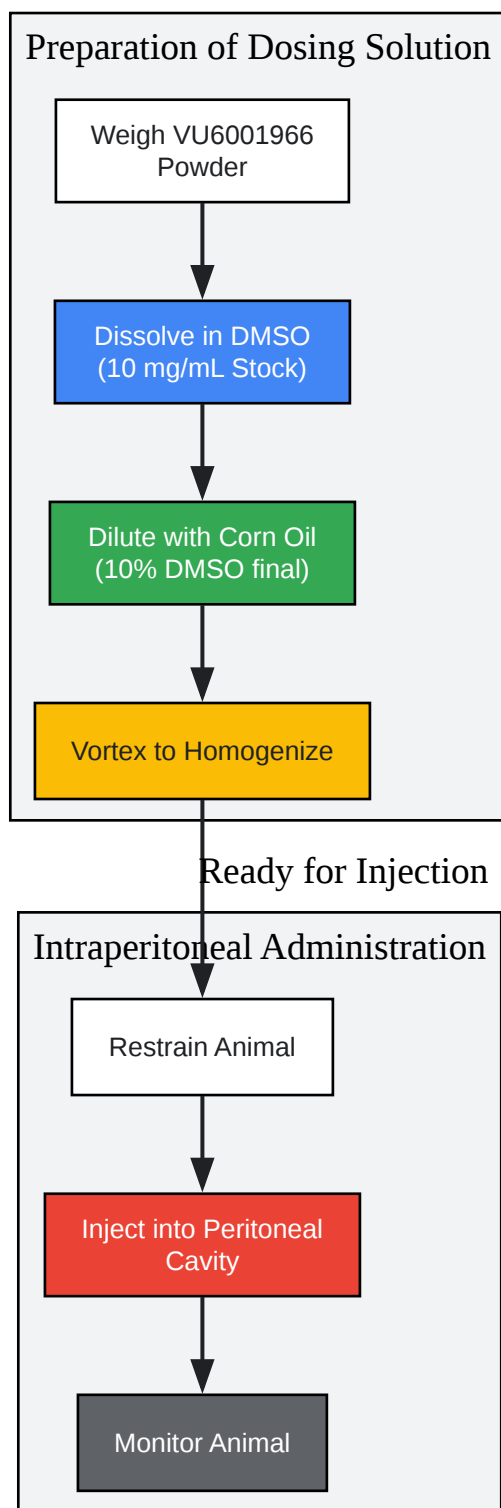 Preparation of Dosing Solution
Weigh VU6001966
Powder
Dissolve in DMSO
(10 mg/mL Stock)
Dilute with Corn Oil
(10% DMSO final)
Vortex to Homogenize
Ready for Injection
Intraperitoneal Administration
Restrain Animal
Inject into Peritoneal
Cavity
Monitor Animal